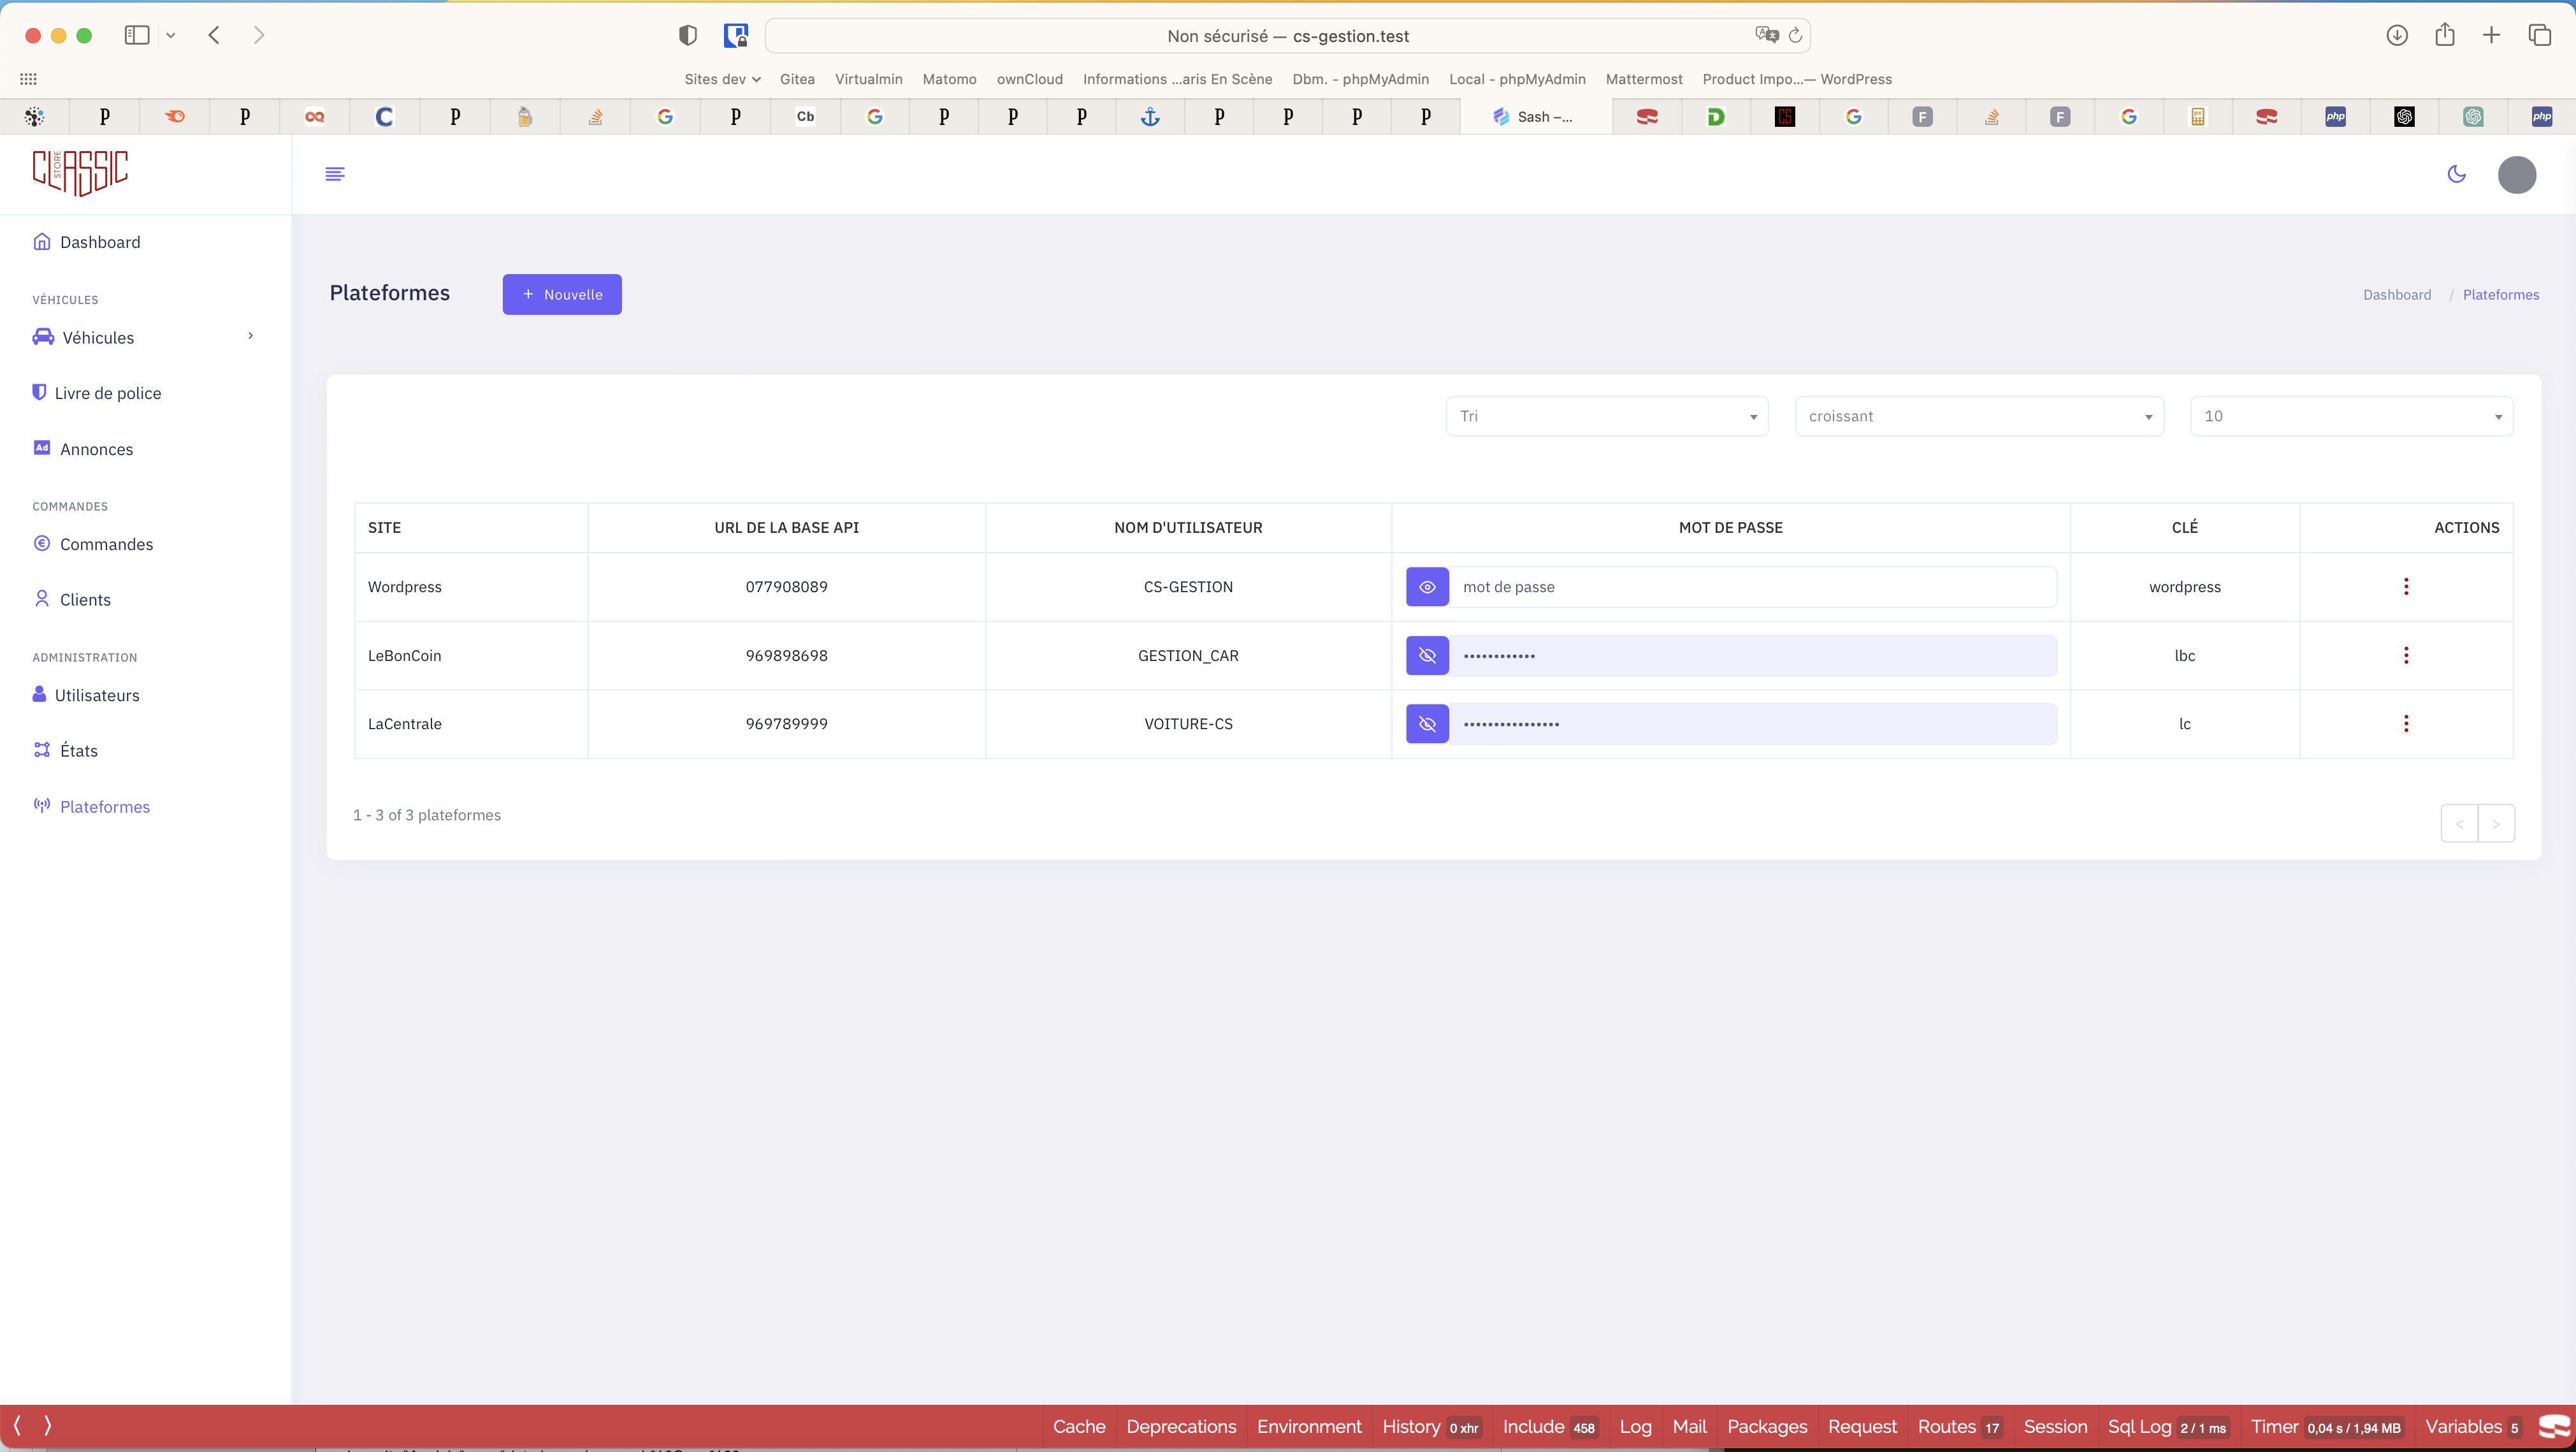 Non sécurisé — cs-gestion.test
Sites dev
Gitea
Virtualmin
Matomo
ownCloud
Informations ...aris En Scène
Dbm. - phpMyAdmin
Local - phpMyAdmin
Mattermost
Product Impo...— WordPress
Cb
Sash –...
CLASSIC
STORE
Dashboard
VÉHICULES
Véhicules
Livre de police
Ad Annonces
COMMANDES
Commandes
Clients
ADMINISTRATION
Utilisateurs
États
Plateformes
Plateformes
+ Nouvelle
Dashboard / Plateformes
Tri
croissant
10
SITE URL DE LA BASE API NOM D'UTILISATEUR MOT DE PASSE CLÉ ACTIONS
Wordpress 077908089 CS-GESTION mot de passe wordpress
LeBonCoin 969898698 GESTION_CAR •••••••••••• lbc
LaCentrale 969789999 VOITURE-CS •••••••••••••••• lc
1 - 3 of 3 plateformes
< >
Cache Deprecations Environment History 0 xhr Include 458 Log Mail Packages Request Routes 17 Session Sql Log 2 / 1 ms Timer 0,04 s / 1,94 MB Variables 5